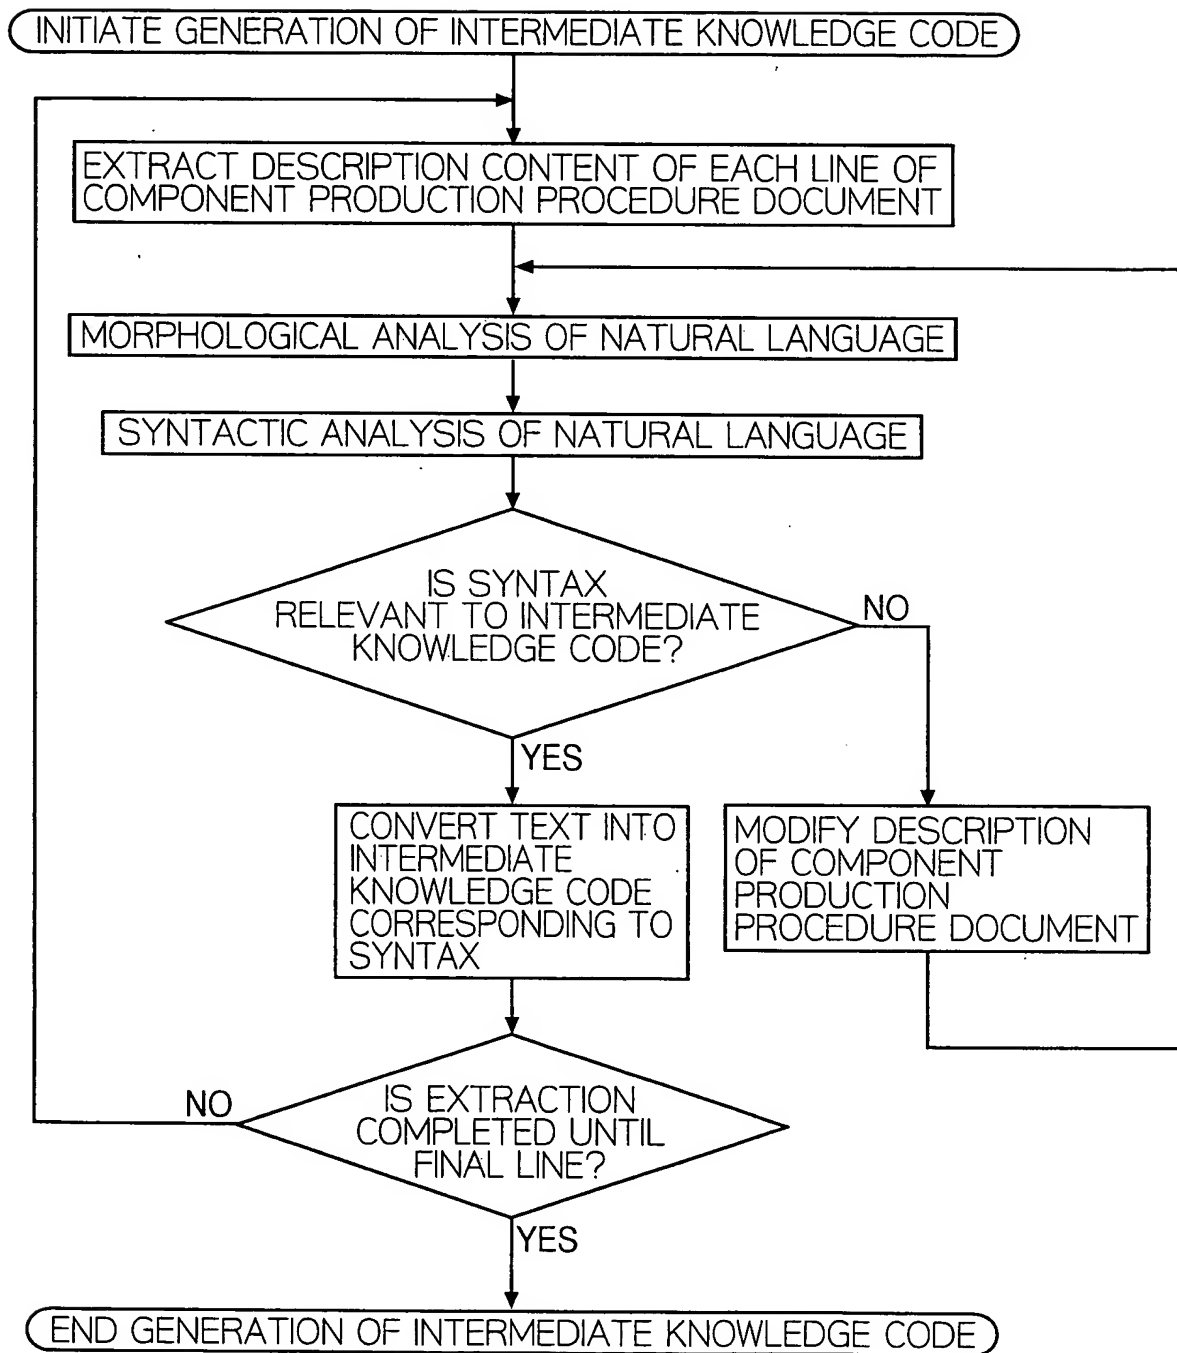 INITIATE GENERATION OF INTERMEDIATE KNOWLEDGE CODE
EXTRACT DESCRIPTION CONTENT OF EACH LINE OF
COMPONENT PRODUCTION PROCEDURE DOCUMENT
MORPHOLOGICAL ANALYSIS OF NATURAL LANGUAGE
SYNTACTIC ANALYSIS OF NATURAL LANGUAGE
IS SYNTAX
RELEVANT TO INTERMEDIATE
KNOWLEDGE CODE?
NO
YES
CONVERT TEXT INTO
INTERMEDIATE
KNOWLEDGE CODE
CORRESPONDING TO
SYNTAX
MODIFY DESCRIPTION
OF COMPONENT
PRODUCTION
PROCEDURE DOCUMENT
NO
IS EXTRACTION
COMPLETED UNTIL
FINAL LINE?
YES
END GENERATION OF INTERMEDIATE KNOWLEDGE CODE